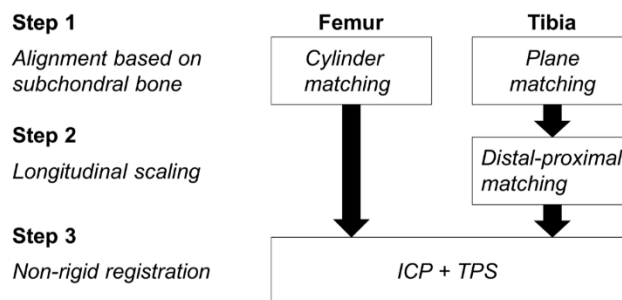 Step 1
Femur
Tibia
Alignment based on
subchondral bone
Cylinder
matching
Plane
matching
Step 2
Longitudinal scaling
Distal-proximal
matching
Step 3
Non-rigid registration
ICP + TPS